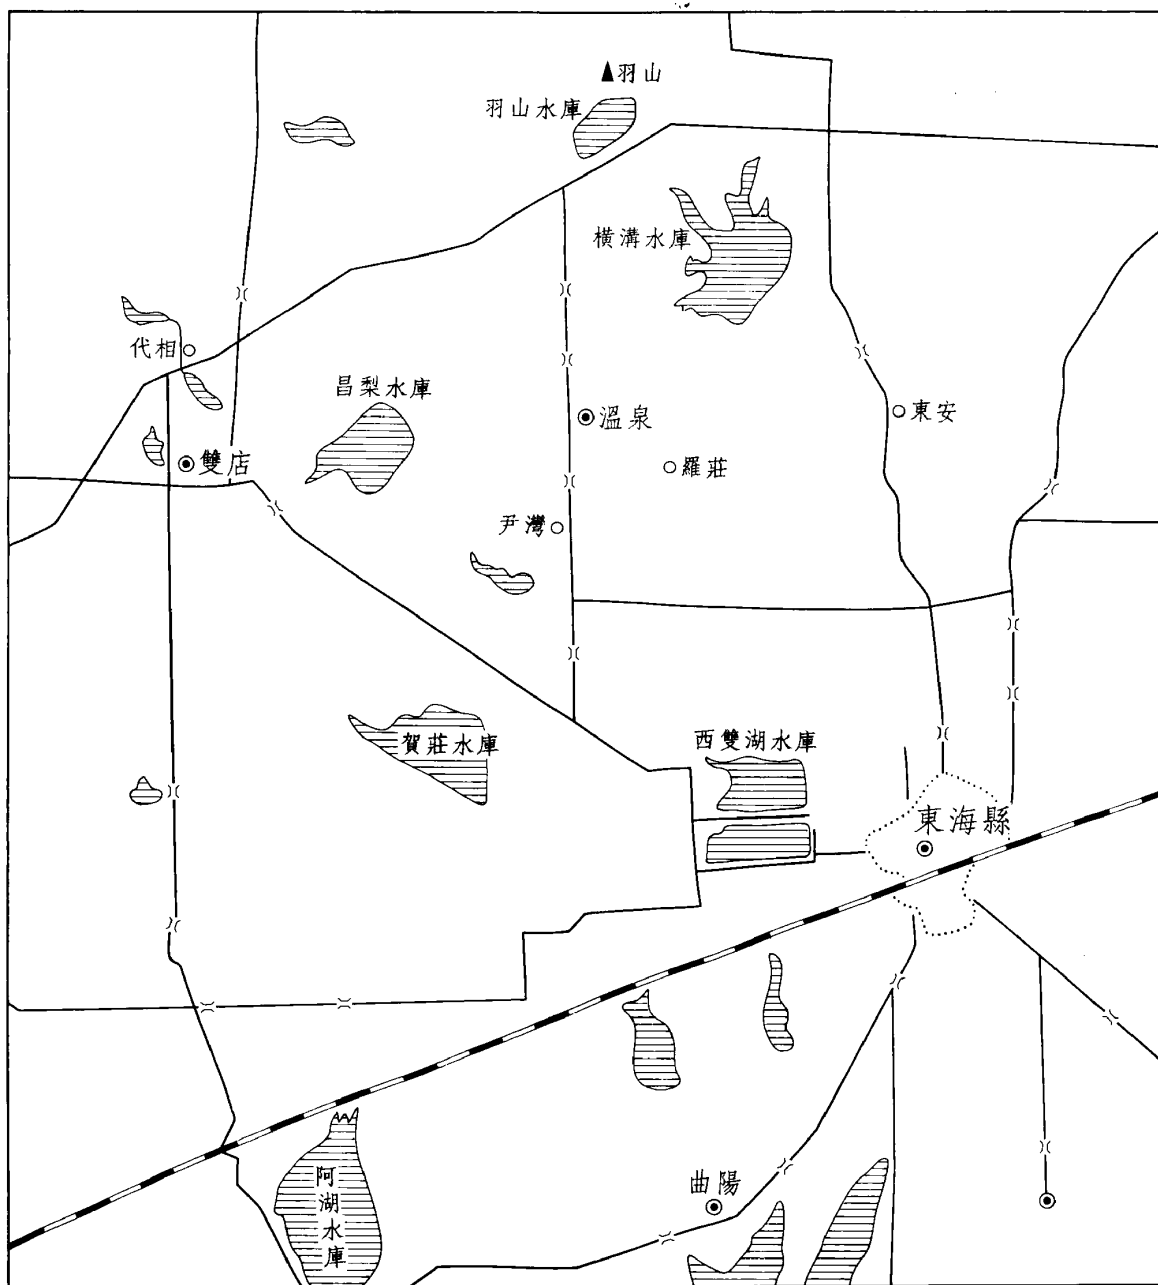 羽山
羽山水庫
橫溝水庫
代相
昌梨水庫
溫泉
東安
雙店
羅莊
尹灣
賀莊水庫
西雙湖水庫
東海縣
阿湖水庫
曲陽